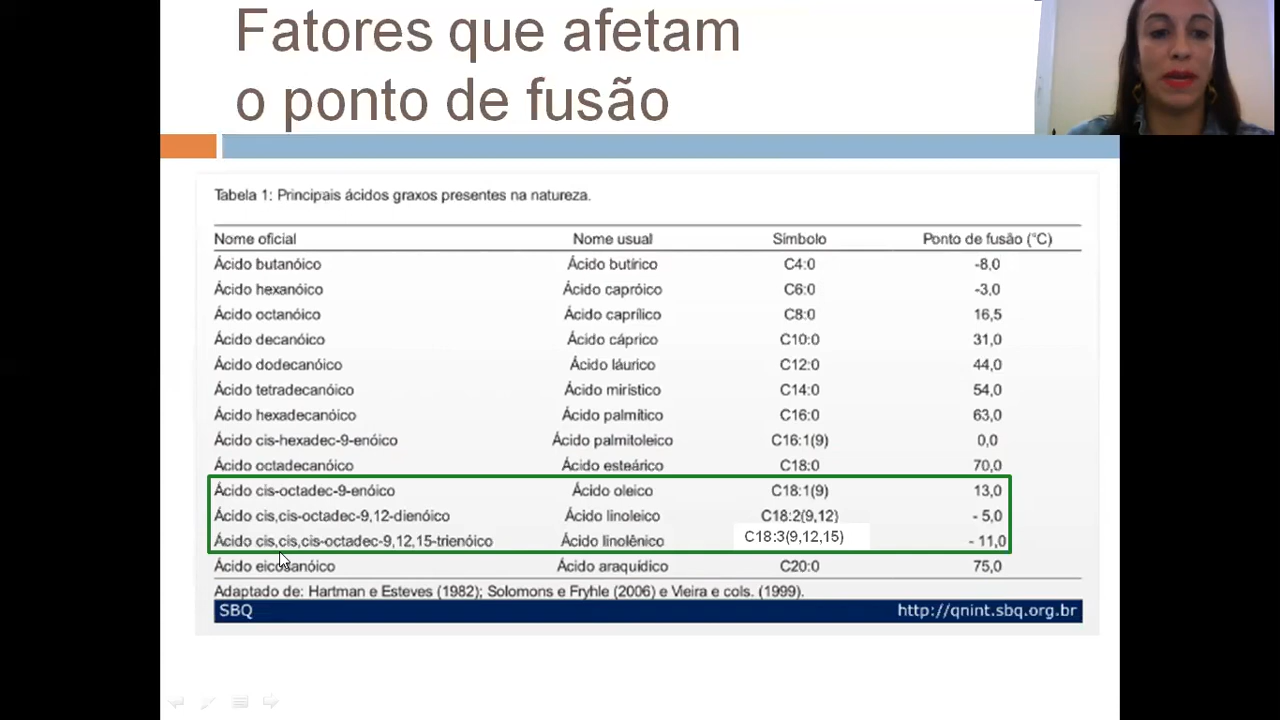 Fatores que afetam
o ponto de fusão
Tabela 1: Principais ácidos graxos presentes na natureza.
Nome oficial Nome usual Símbolo Ponto de fusão (°C)
Ácido butanóico Ácido butírico C4:0 -8,0
Ácido hexanóico Ácido capróico C6:0 -3,0
Ácido octanóico Ácido caprílico C8:0 16,5
Ácido decanóico Ácido cáprico C10:0 31,0
Ácido dodecanóico Ácido láurico C12:0 44,0
Ácido tetradecanóico Ácido mirístico C14:0 54,0
Ácido hexadecanóico Ácido palmítico C16:0 63,0
Ácido cis-hexadec-9-enóico Ácido palmitoleico C16:1(9) 0,0
Ácido octadecanóico Ácido esteárico C18:0 70,0
Ácido cis-octadec-9-enóico Ácido oleico C18:1(9) 13,0
Ácido cis,cis-octadec-9,12-dienóico Ácido linoleico C18:2(9,12) - 5,0
Ácido cis,cis,cis-octadec-9,12,15-trienóico Ácido linolênico C18:3(9,12,15) - 11,0
Ácido eicosanóico Ácido araquídico C20:0 75,0
Adaptado de: Hartman e Esteves (1982); Solomons e Fryhle (2006) e Vieira e cols. (1999).
SBQ http://qnint.sbq.org.br